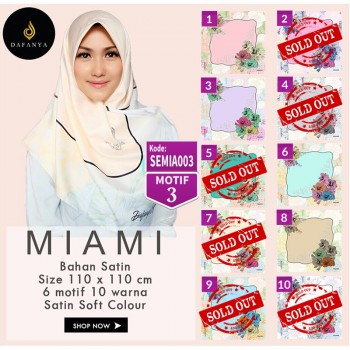 DAFANYA
Kode:
SEMIA003
MOTIF
3
MIAMI
Bahan Satin
Size 110 x 110 cm
6 motif 10 warna
Satin Soft Colour
SHOP NOW
1
2
SOLD OUT
3
4
SOLD OUT
5
SOLD OUT
6
SOLD OUT
7
SOLD OUT
8
9
SOLD OUT
10
SOLD OUT